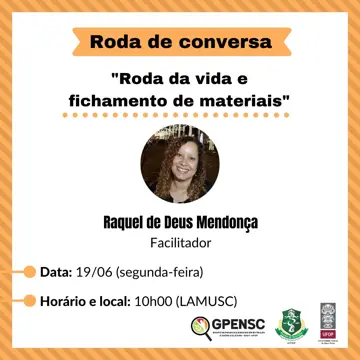 Roda de conversa
"Roda da vida e
fichamento de materiais"
Raquel de Deus Mendonça
Facilitador
Data: 19/06 (segunda-feira)
Horário e local: 10h00 (LAMUSC)
GPENSC
UFOP